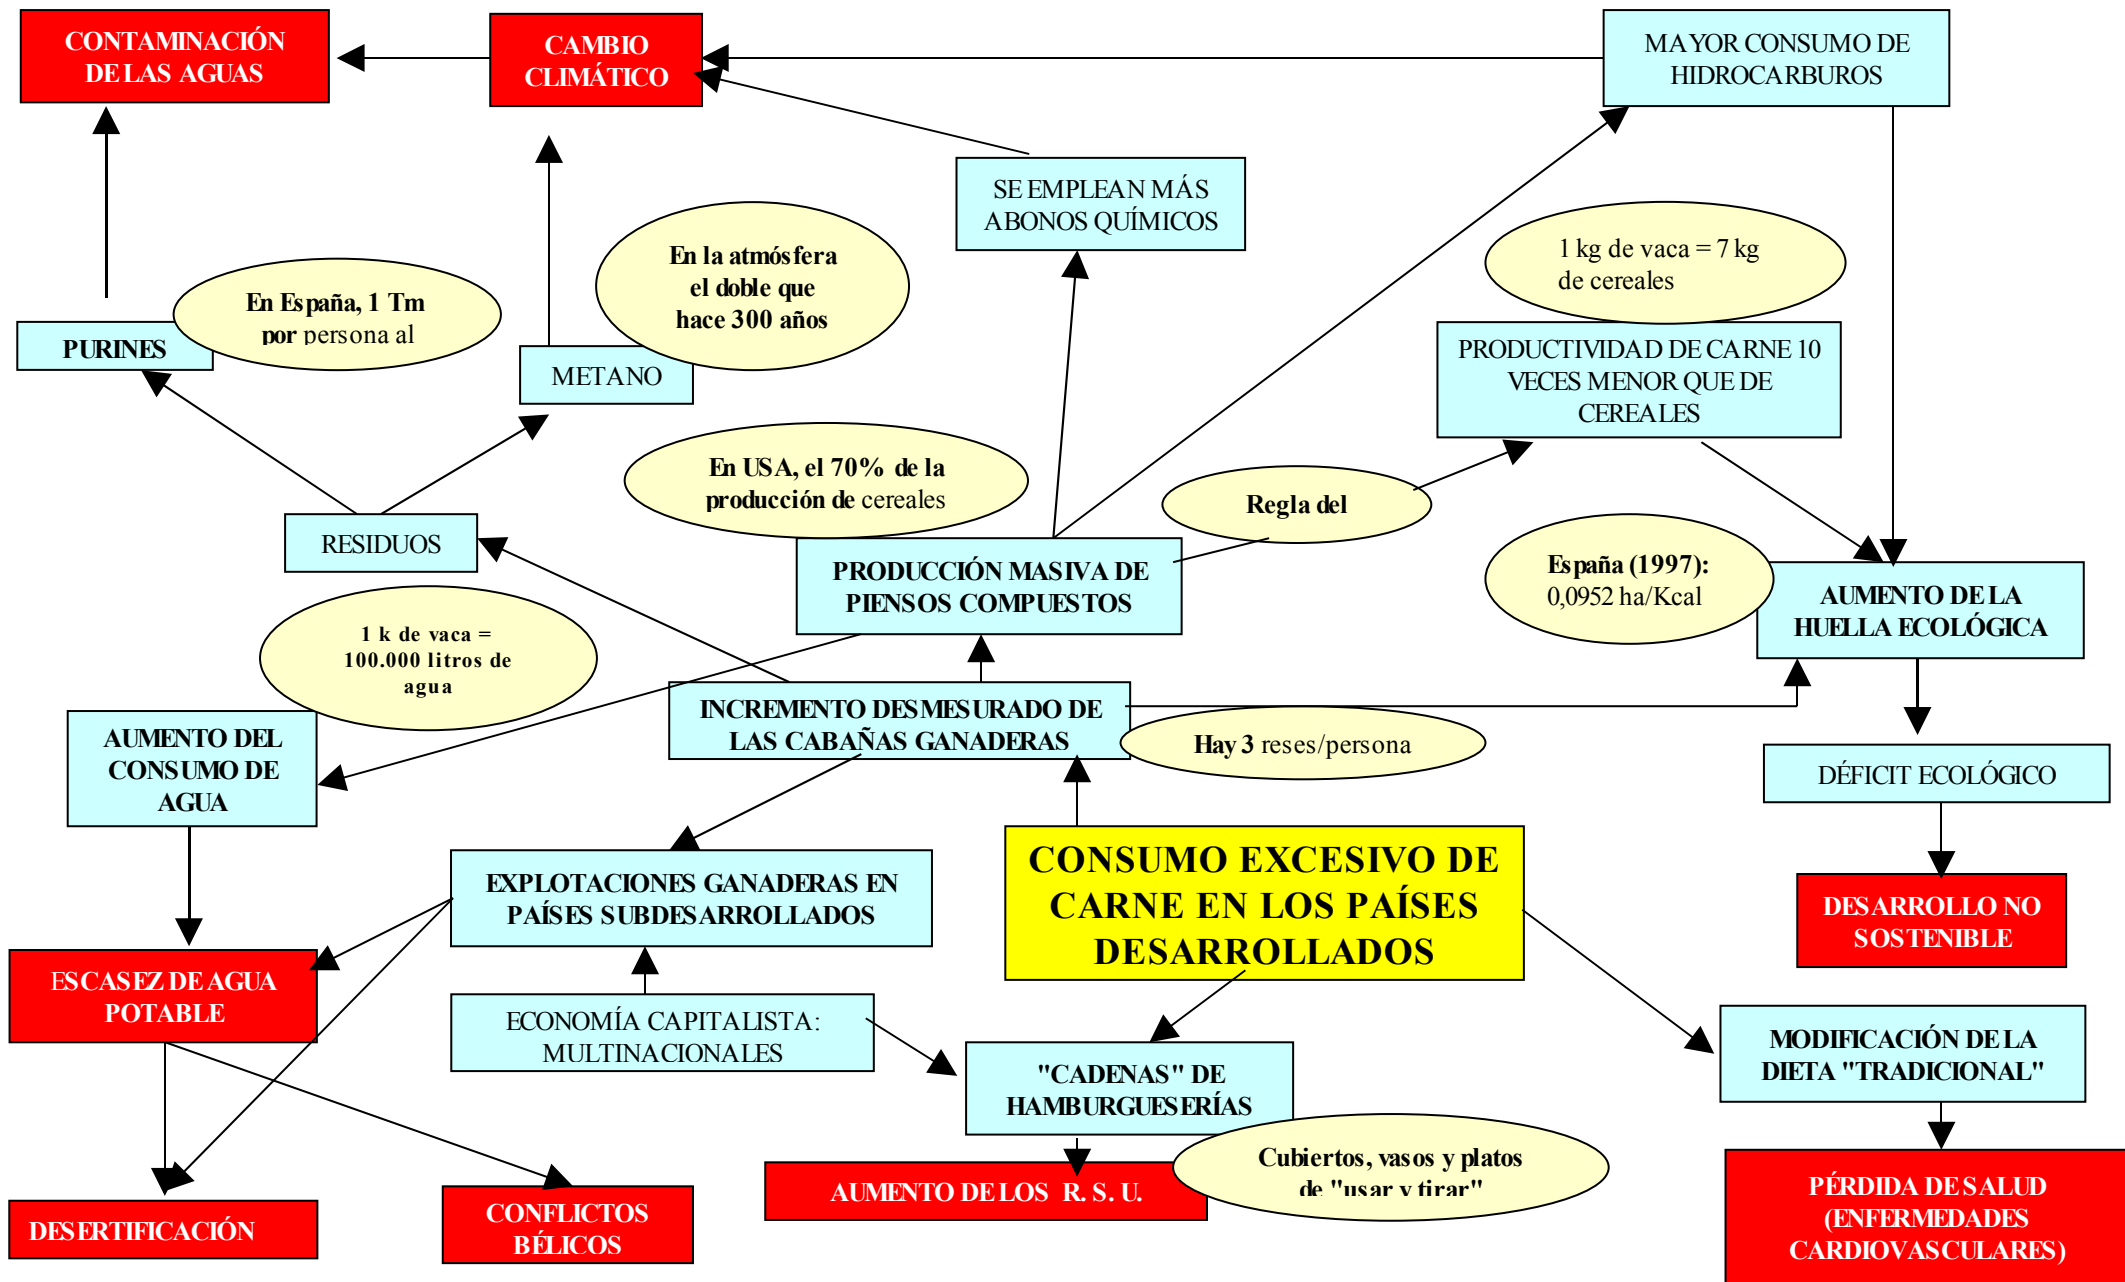 CONTAMINACIÓN
DE LAS AGUAS
CAMBIO
CLIMÁTICO
MAYOR CONSUMO DE
HIDROCARBUROS
SE EMPLEAN MÁS
ABONOS QUÍMICOS
En la atmósfera
el doble que
hace 300 años
1 kg de vaca = 7 kg
de cereales
En España, 1 Tm
por persona al
PURINES
METANO
PRODUCTIVIDAD DE CARNE 10
VECES MENOR QUE DE
CEREALES
En USA, el 70% de la
producción de cereales
Regla del
RESIDUOS
PRODUCCIÓN MASIVA DE
PIENSOS COMPUESTOS
España (1997):
0,0952 ha/Kcal
AUMENTO DE LA
HUELLA ECOLÓGICA
1 k de vaca =
100.000 litros de
agua
INCREMENTO DESMESURADO DE
LAS CABAÑAS GANADERAS
Hay 3 reses/persona
AUMENTO DEL
CONSUMO DE
AGUA
DÉFICIT ECOLÓGICO
EXPLOTACIONES GANADERAS EN
PAÍSES SUBDESARROLLADOS
CONSUMO EXCESIVO DE
CARNE EN LOS PAÍSES
DESARROLLADOS
DESARROLLO NO
SOSTENIBLE
ESCASEZ DE AGUA
POTABLE
ECONOMÍA CAPITALISTA:
MULTINACIONALES
MODIFICACIÓN DE LA
DIETA "TRADICIONAL"
"CADENAS" DE
HAMBURGUESERÍAS
Cubiertos, vasos y platos
de "usar y tirar"
AUMENTO DE LOS R. S. U.
DESERTIFICACIÓN
CONFLICTOS
BÉLICOS
PÉRDIDA DE SALUD
(ENFERMEDADES
CARDIOVASCULARES)